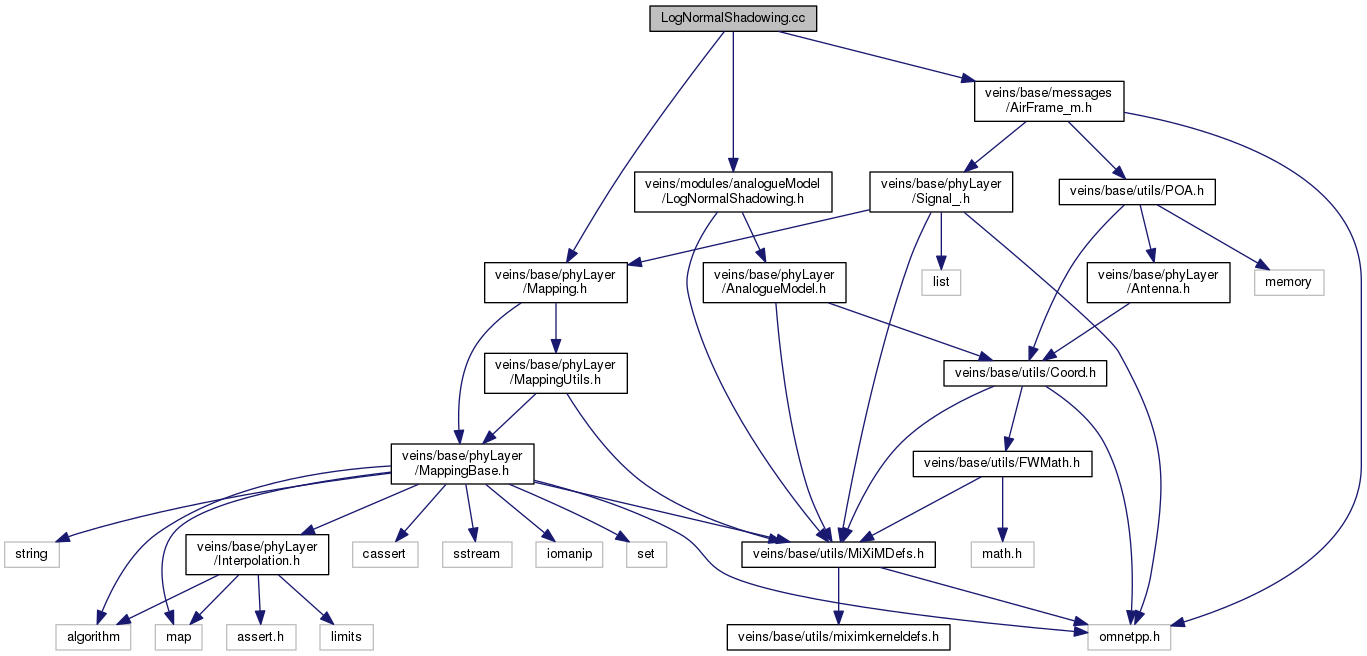 LogNormalShadowing.cc
veins/base/messages
/AirFrame_m.h
veins/modules/analogueModel
/LogNormalShadowing.h
veins/base/phyLayer
/Signal_.h
veins/base/utils/POA.h
veins/base/phyLayer
/Mapping.h
veins/base/phyLayer
/AnalogueModel.h
list
veins/base/phyLayer
/Antenna.h
memory
veins/base/phyLayer
/MappingUtils.h
veins/base/utils/Coord.h
veins/base/phyLayer
/MappingBase.h
veins/base/utils/FWMath.h
string
veins/base/phyLayer
/Interpolation.h
cassert
sstream
iomanip
set
veins/base/utils/MiXiMDefs.h
math.h
algorithm
map
assert.h
limits
veins/base/utils/miximkerneldefs.h
omnetpp.h